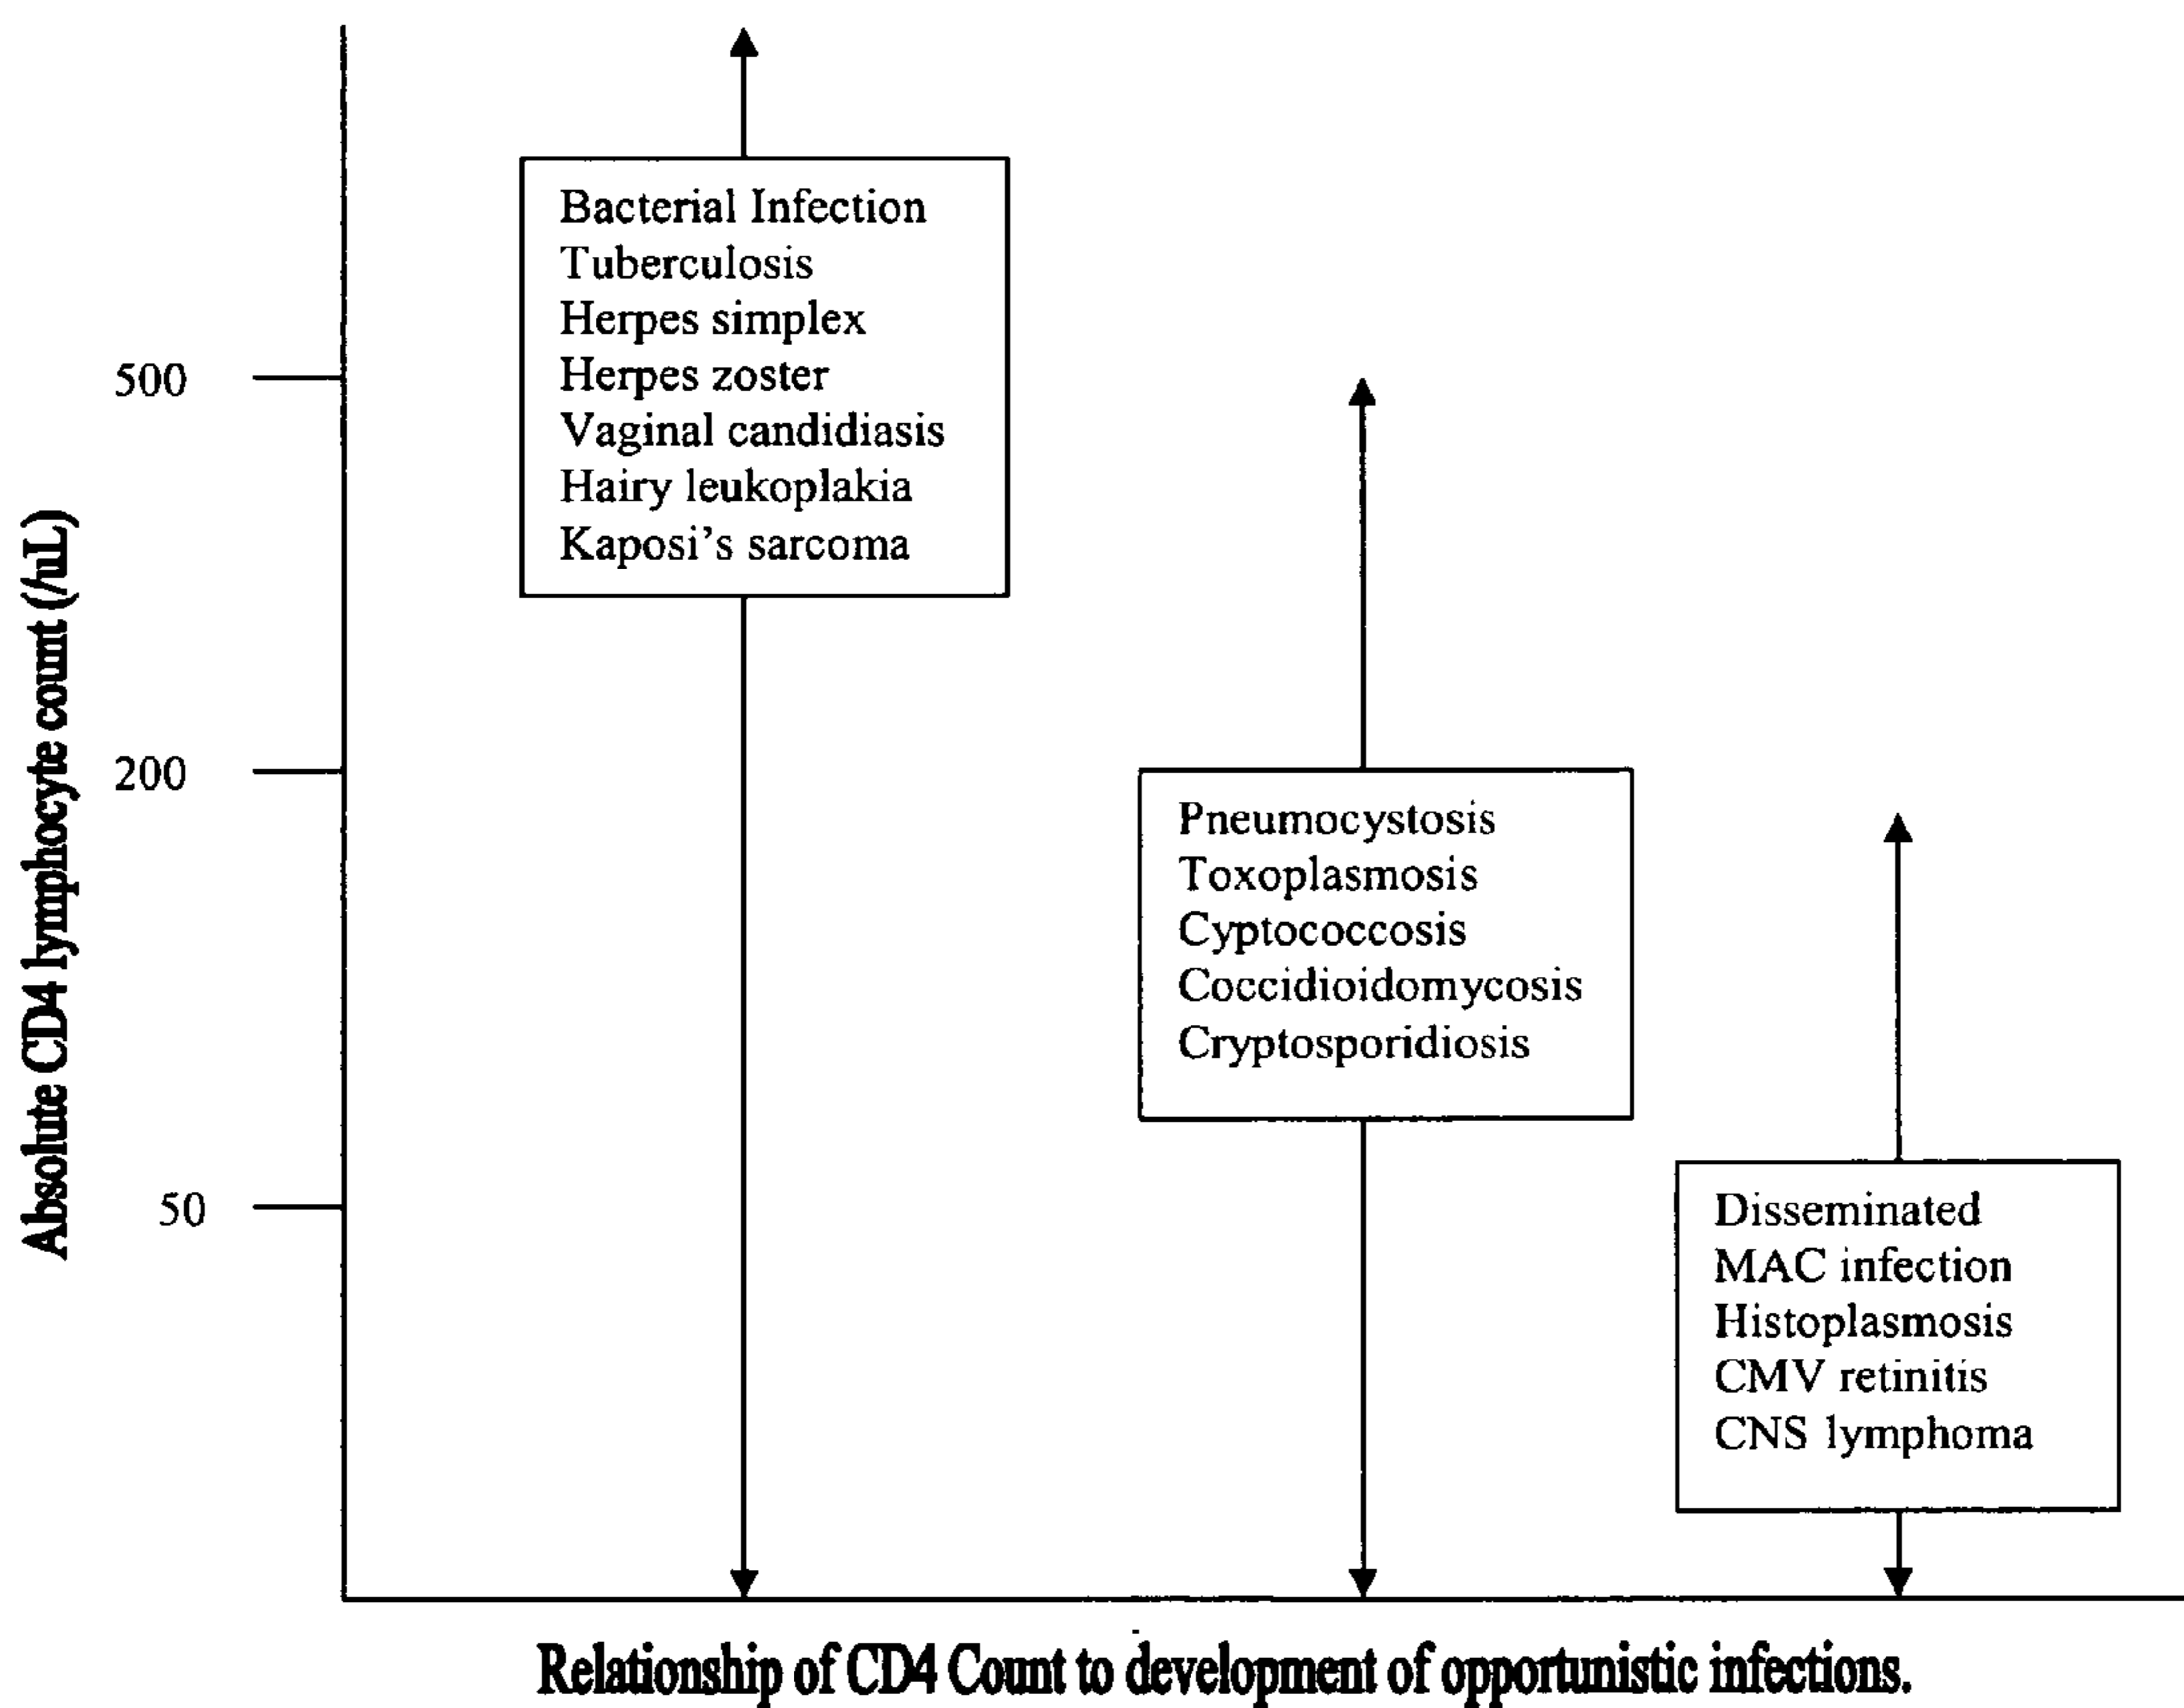 Absolute CD4 lymphocyte count (/uL)
500
200
50
Bacterial Infection
Tuberculosis
Herpes simplex
Herpes zoster
Vaginal candidiasis
Hairy leukoplakia
Kaposi's sarcoma
Pneumocystosis
Toxoplasmosis
Cyptococcosis
Coccidioidomycosis
Cryptosporidiosis
Disseminated
MAC infection
Histoplasmosis
CMV retinitis
CNS lymphoma
Relationship of CD4 Count to development of opportunistic infections.